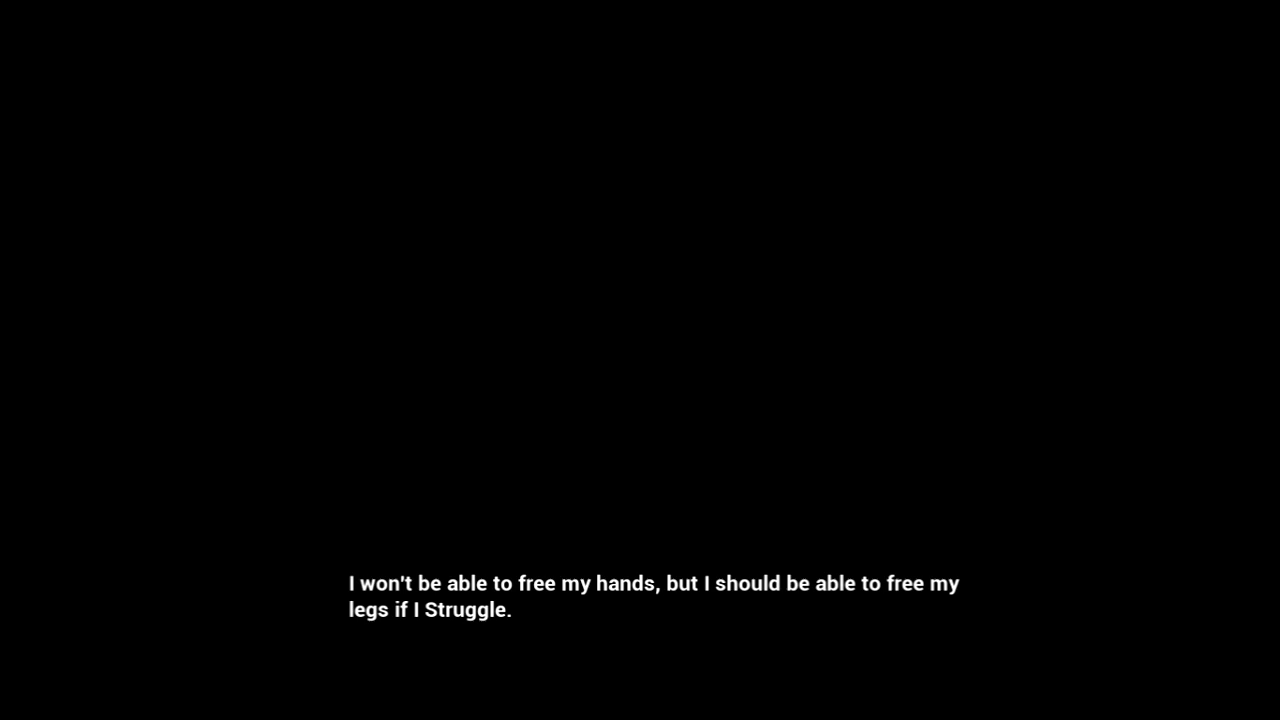 I won't be able to free my hands, but I should be able to free my
legs if I Struggle.